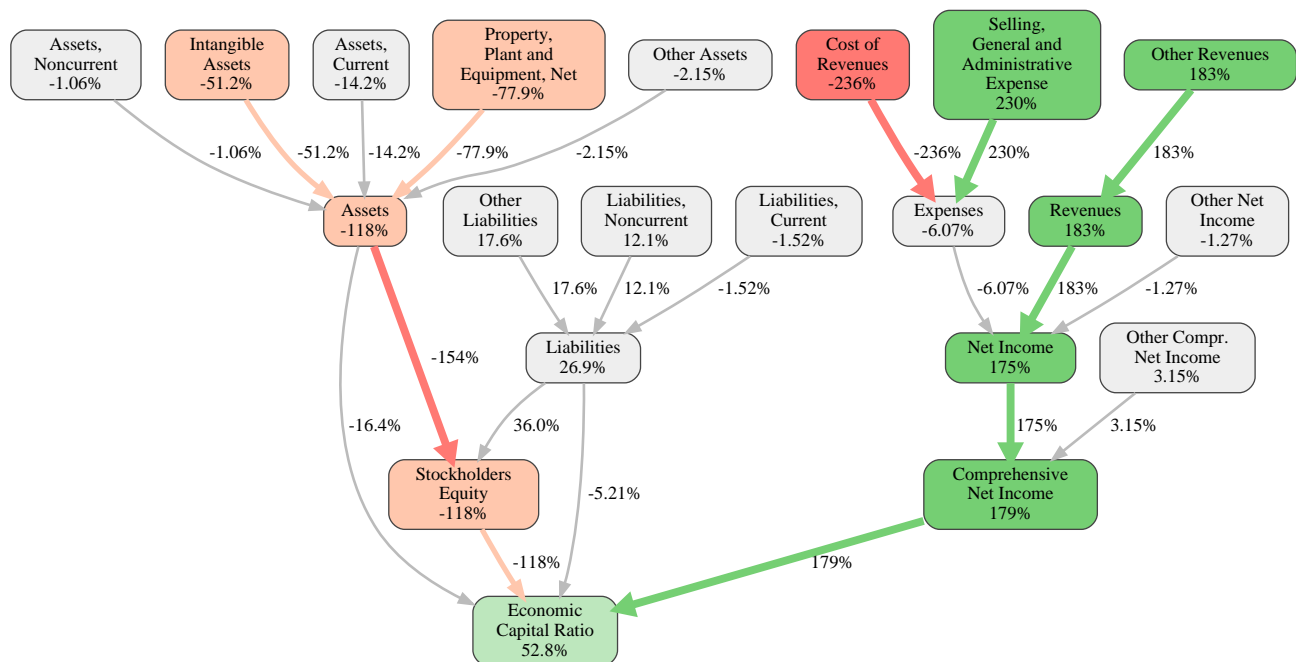 Assets,
Noncurrent
-1.06%
Intangible
Assets
-51.2%
Assets,
Current
-14.2%
Property,
Plant and
Equipment, Net
-77.9%
Other Assets
-2.15%
Cost of
Revenues
-236%
Selling,
General and
Administrative
Expense
230%
Other Revenues
183%
-1.06%
-51.2%
-14.2%
-77.9%
-2.15%
-236%
230%
183%
Assets
-118%
Other
Liabilities
17.6%
Liabilities,
Noncurrent
12.1%
Liabilities,
Current
-1.52%
Expenses
-6.07%
Revenues
183%
Other Net
Income
-1.27%
17.6%
12.1%
-1.52%
-6.07%
183%
-1.27%
-154%
Liabilities
26.9%
Net Income
175%
Other Compr.
Net Income
3.15%
-16.4%
36.0%
175%
3.15%
Stockholders
Equity
-118%
-5.21%
Comprehensive
Net Income
179%
-118%
179%
Economic
Capital Ratio
52.8%